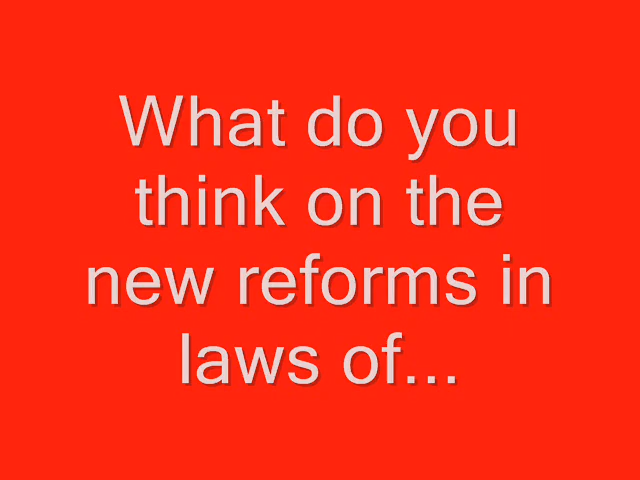 What do you
think on the
new reforms in
laws of...